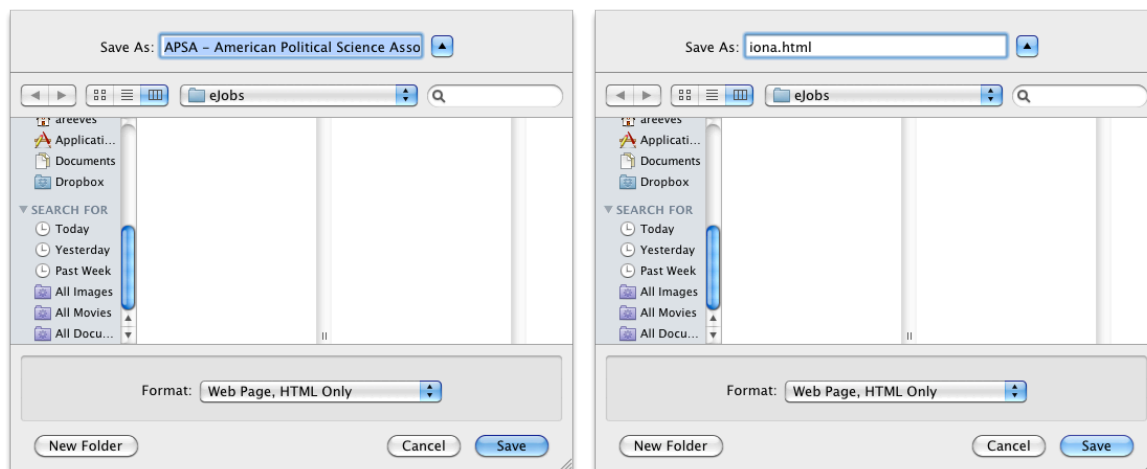 Save As: APSA – American Political Science Asso
eJobs
areeves
Applicati...
Documents
Dropbox
SEARCH FOR
Today
Yesterday
Past Week
All Images
All Movies
All Docu...
Format: Web Page, HTML Only
New Folder Cancel Save
Save As: iona.html
eJobs
areeves
Applicati...
Documents
Dropbox
SEARCH FOR
Today
Yesterday
Past Week
All Images
All Movies
All Docu...
Format: Web Page, HTML Only
New Folder Cancel Save